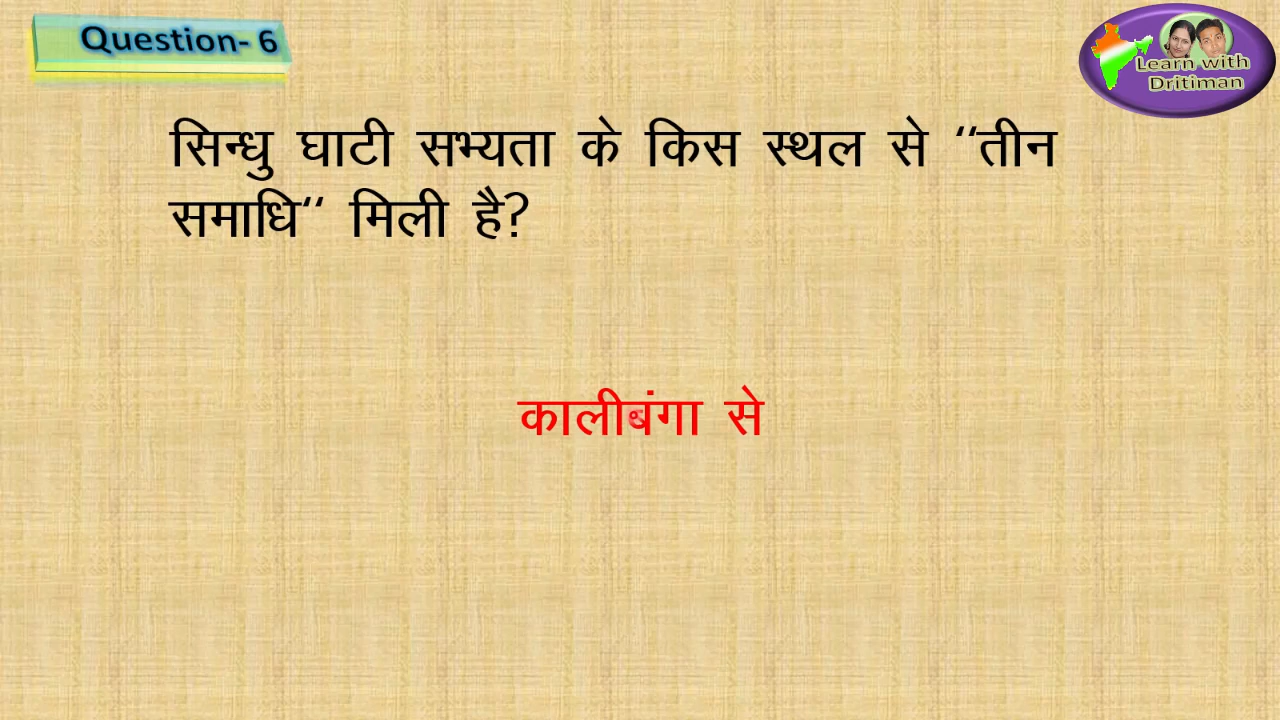 Question- 6
Learn with
Dritiman
सिन्धु घाटी सभ्यता के किस स्थल से “तीन
समाधि“ मिली है?
कालीबंगा से